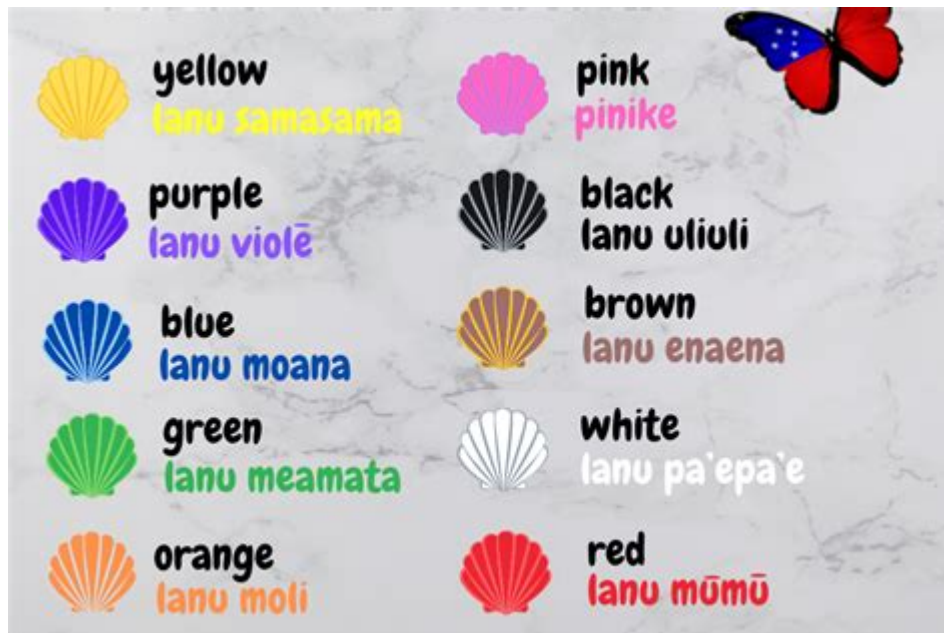 yellow
lanu samasama
purple
lanu violē
blue
lanu moana
green
lanu meamata
orange
lanu moli
pink
pinike
black
lanu uliuli
brown
lanu enaena
white
lanu pa'epa'e
red
lanu mūmū